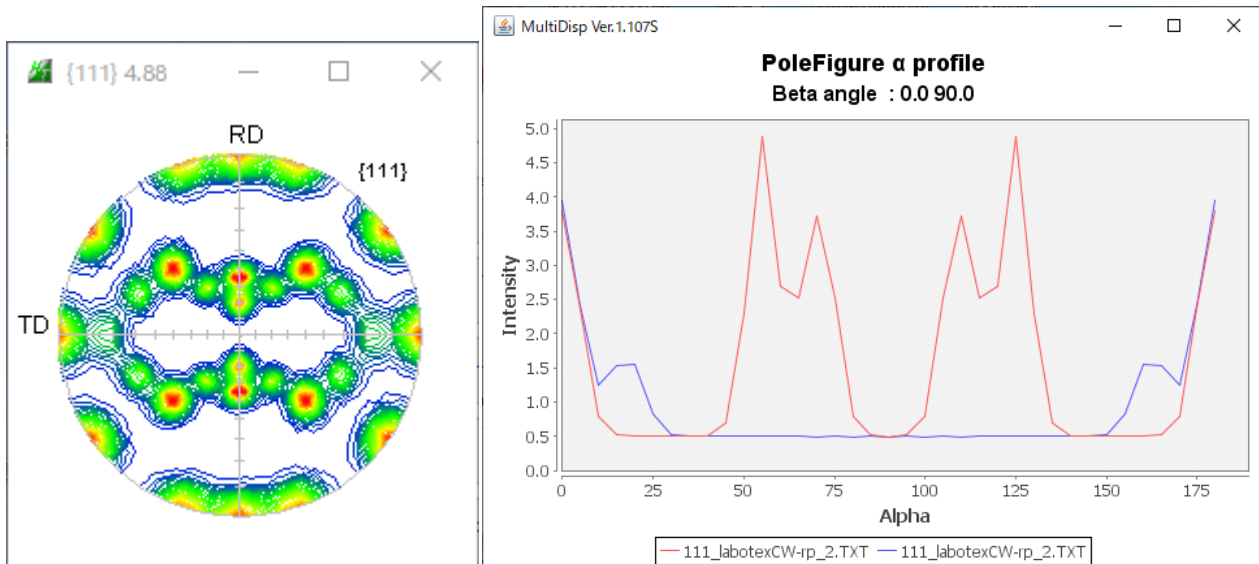 {111} 4.88
RD
{111}
TD
MultiDisp Ver.1.107S
PoleFigure α profile
Beta angle : 0.0 90.0
Intensity
5.0
4.5
4.0
3.5
3.0
2.5
2.0
1.5
1.0
0.5
0.0
0 25 50 75 100 125 150 175
Alpha
111_labotexCW-rp_2.TXT 111_labotexCW-rp_2.TXT